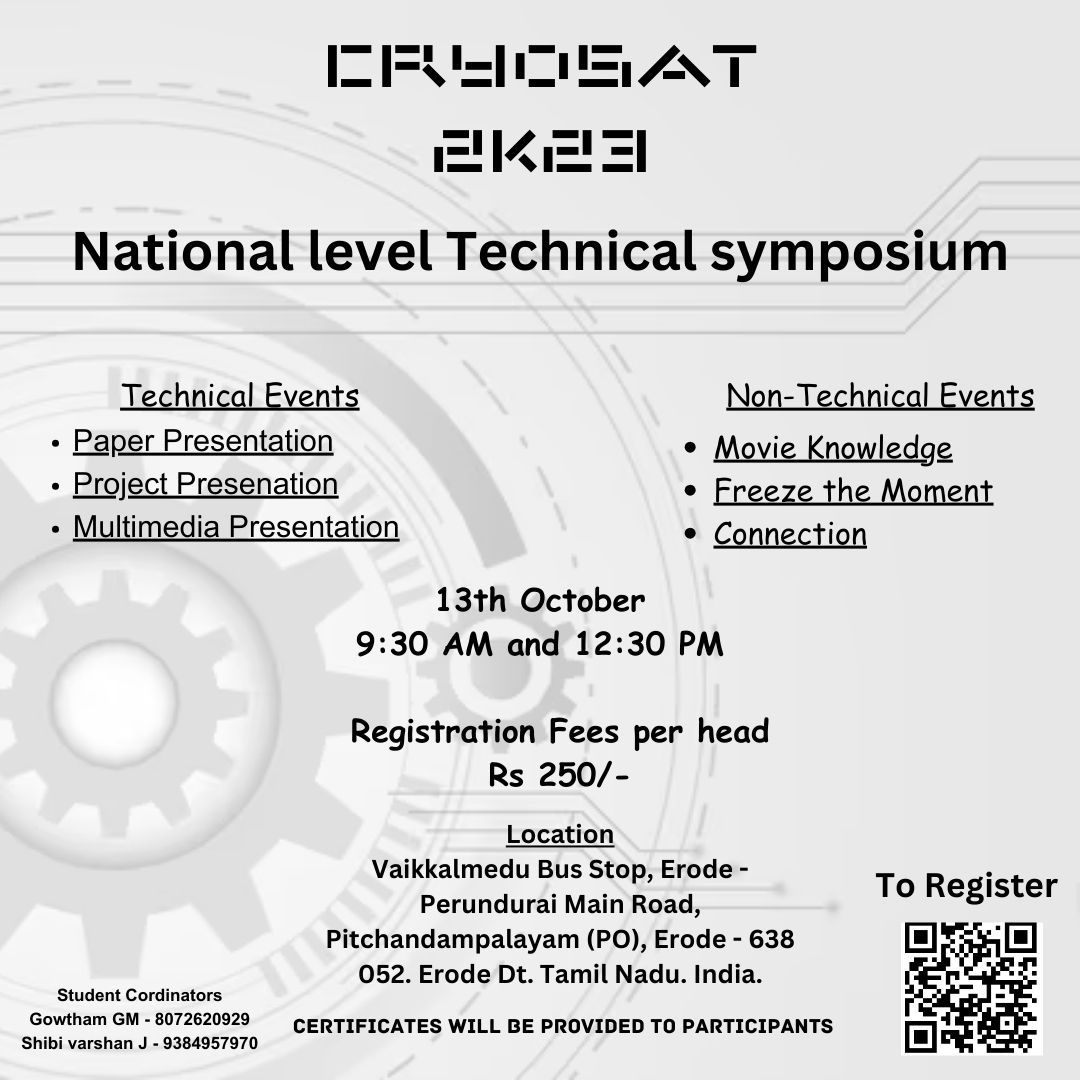 CRYOSAT
2K23
National level Technical symposium
Technical Events
• Paper Presentation
• Project Presenation
• Multimedia Presentation
Non-Technical Events
• Movie Knowledge
• Freeze the Moment
• Connection
13th October
9:30 AM and 12:30 PM
Registration Fees per head
Rs 250/-
Location
Vaikkalmedu Bus Stop, Erode -
Perundurai Main Road,
Pitchandampalayam (PO), Erode - 638
052. Erode Dt. Tamil Nadu. India.
To Register
Student Cordinators
Gowtham GM - 8072620929
Shibi varshan J - 9384957970
CERTIFICATES WILL BE PROVIDED TO PARTICIPANTS